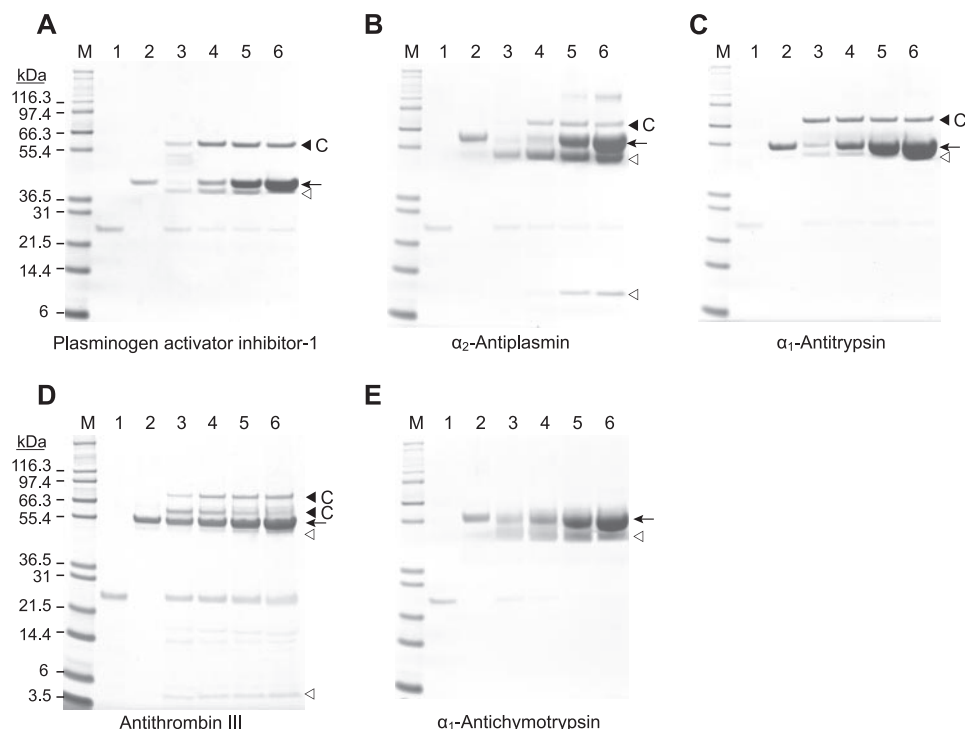 A
M 1 2 3 4 5 6
kDa
116.3
97.4
66.3
55.4
36.5
31
21.5
14.4
6
C
Plasminogen activator inhibitor-1
B
M 1 2 3 4 5 6
C
α2-Antiplasmin
C
M 1 2 3 4 5 6
C
α1-Antitrypsin
D
M 1 2 3 4 5 6
kDa
116.3
97.4
66.3
55.4
36.5
31
21.5
14.4
6
3.5
C
C
Antithrombin III
E
M 1 2 3 4 5 6
α1-Antichymotrypsin